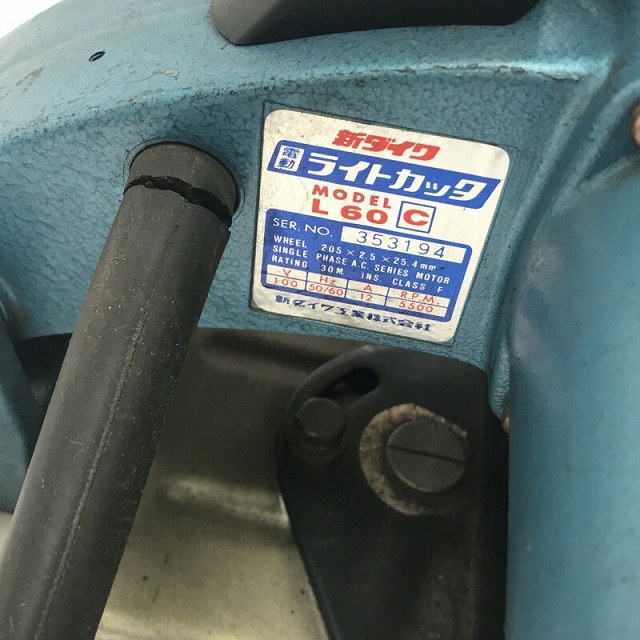 新ダイワ
電動 ライトカッタ
MODEL
L60 C
SER. NO. 353194
WHEEL 205×2.5×25.4mm
SINGLE PHASE A.C. SERIES MOTOR
RATING 30M. INS. CLASS F
V Hz A R.P.M.
100 50/60 12 5500
新ダイワ工業株式会社